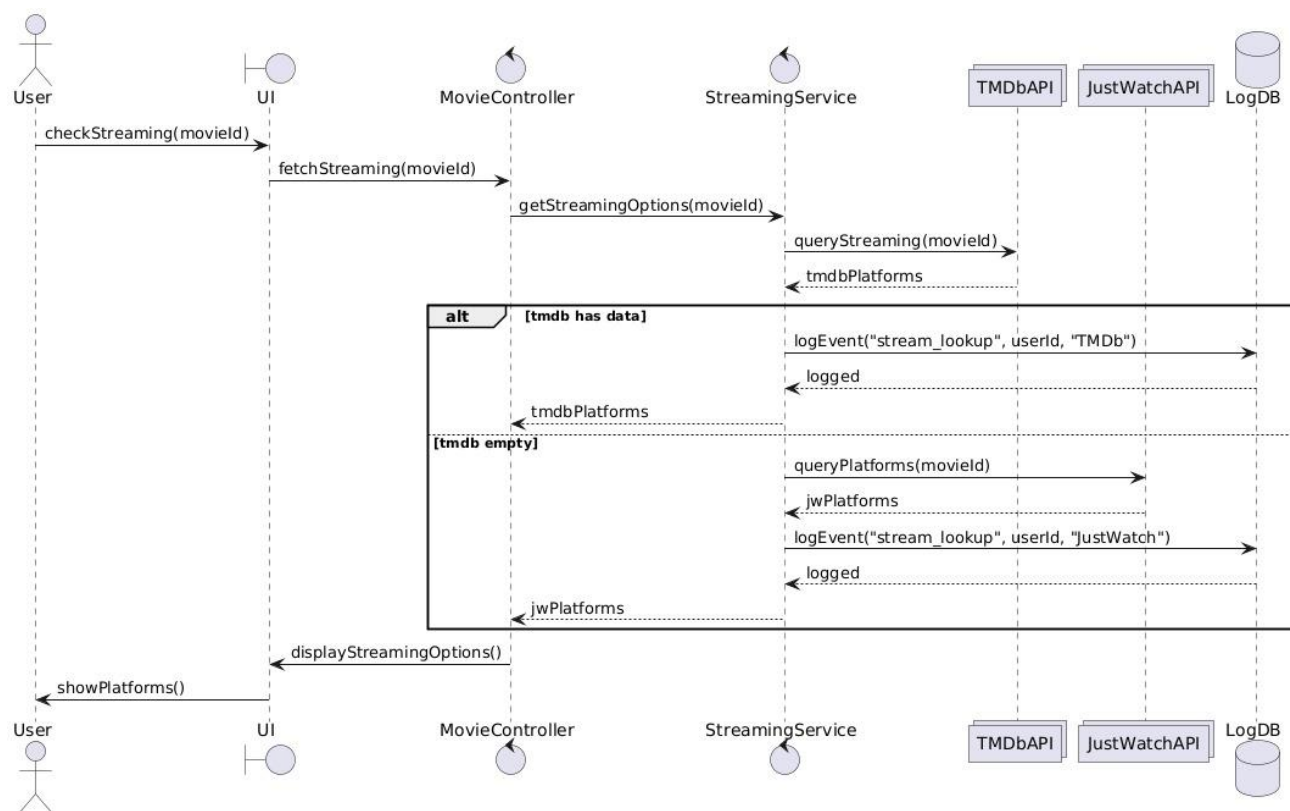 User
UI
MovieController
StreamingService
TMDbAPI
JustWatchAPI
LogDB
checkStreaming(movieId)
fetchStreaming(movieId)
getStreamingOptions(movieId)
queryStreaming(movieId)
tmdbPlatforms
alt
[tmdb has data]
logEvent("stream_lookup", userId, "TMDb")
logged
tmdbPlatforms
[tmdb empty]
queryPlatforms(movieId)
jwPlatforms
logEvent("stream_lookup", userId, "JustWatch")
logged
jwPlatforms
displayStreamingOptions()
showPlatforms()
User
UI
MovieController
StreamingService
TMDbAPI
JustWatchAPI
LogDB